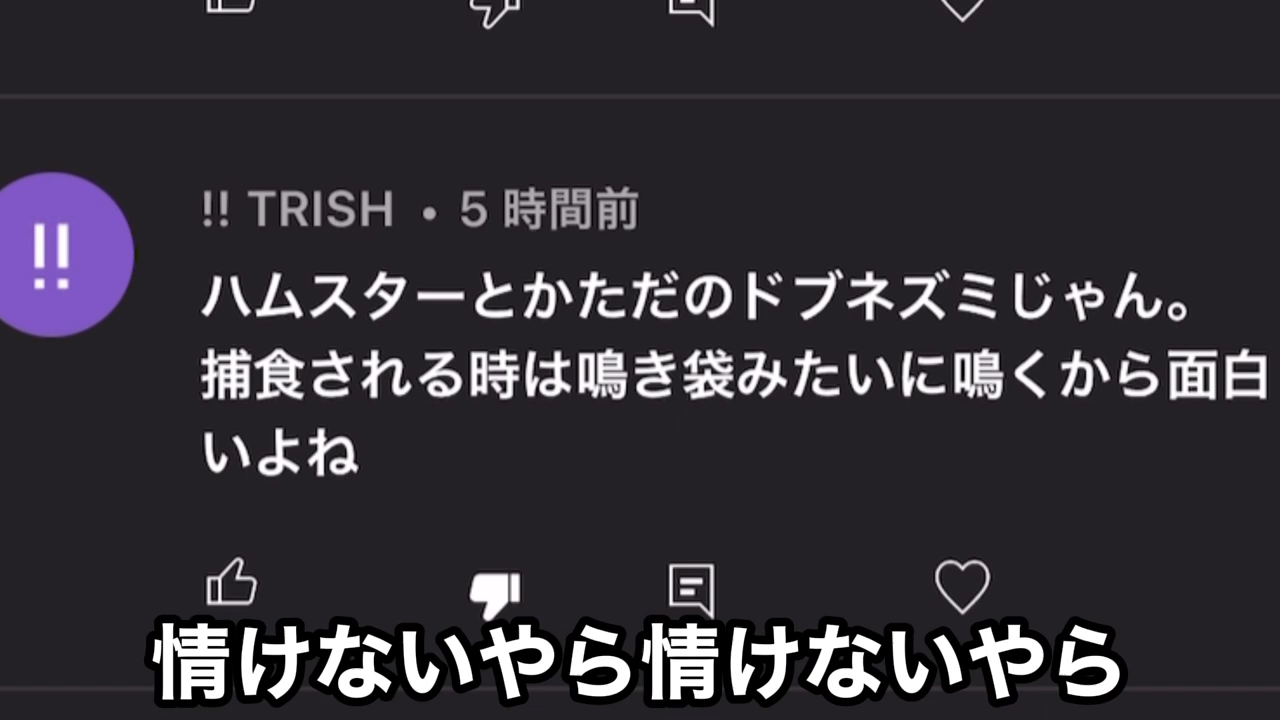 !!
!! TRISH • 5 時間前
ハムスターとかただのドブネズミじゃん。
捕食される時は鳴き袋みたいに鳴くから面白
いよね
情けないやら情けないやら